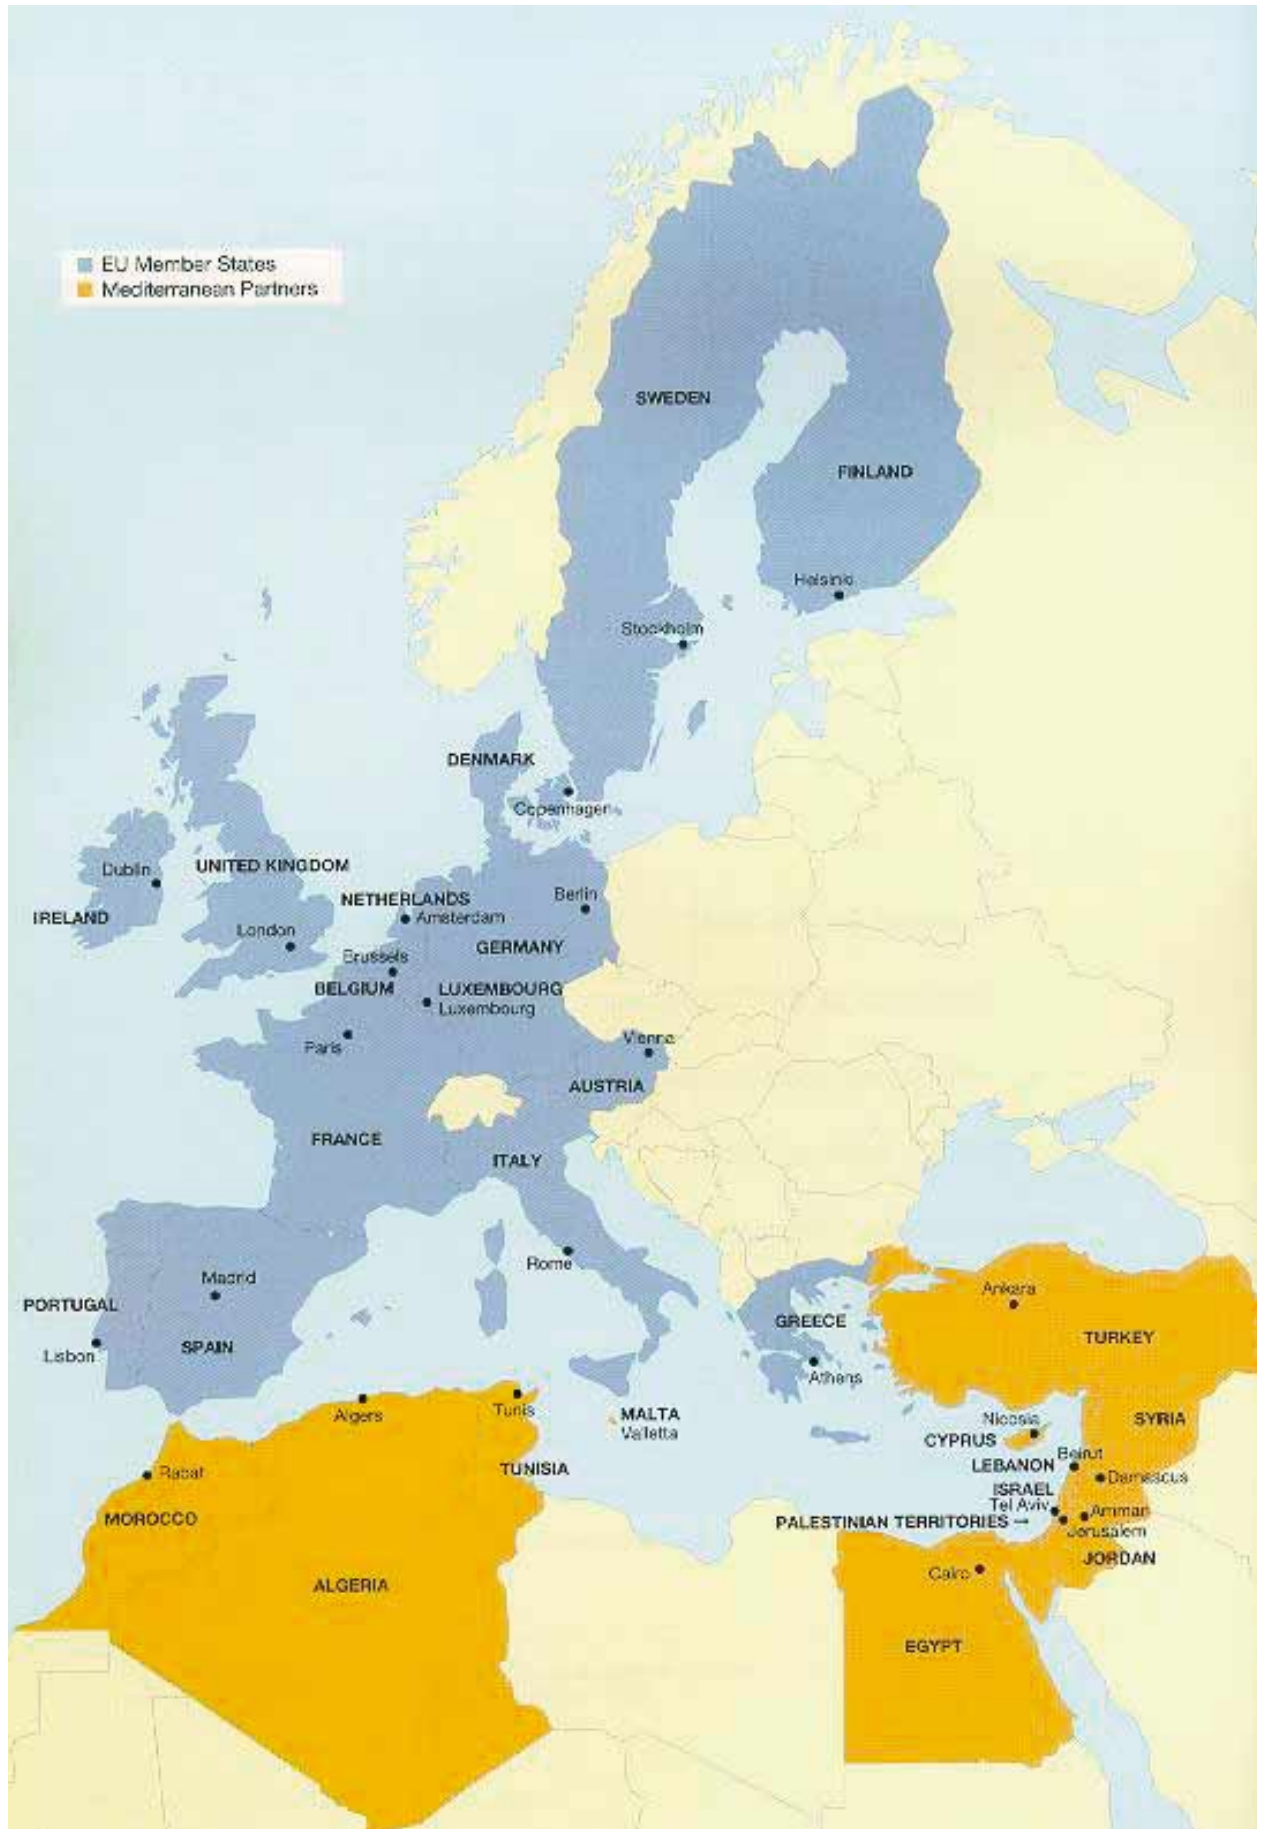 EU Member States
Mediterranean Partners
SWEDEN
FINLAND
Helsinki
Stockholm
DENMARK
Copenhagen
Dublin
UNITED KINGDOM
IRELAND
NETHERLANDS
Amsterdam
Berlin
London
GERMANY
Brussels
BELGIUM
LUXEMBOURG
Luxembourg
Paris
Vienna
AUSTRIA
FRANCE
ITALY
Rome
Madrid
PORTUGAL
Lisbon
SPAIN
Ankara
GREECE
TURKEY
Athens
Algers
Tunis
MALTA
Valletta
Nicosia
CYPRUS
SYRIA
Beirut
LEBANON
Damascus
Rabat
TUNISIA
ISRAEL
Tel Aviv
Amman
MOROCCO
PALESTINIAN TERRITORIES →
Jerusalem
JORDAN
Cairo
ALGERIA
EGYPT